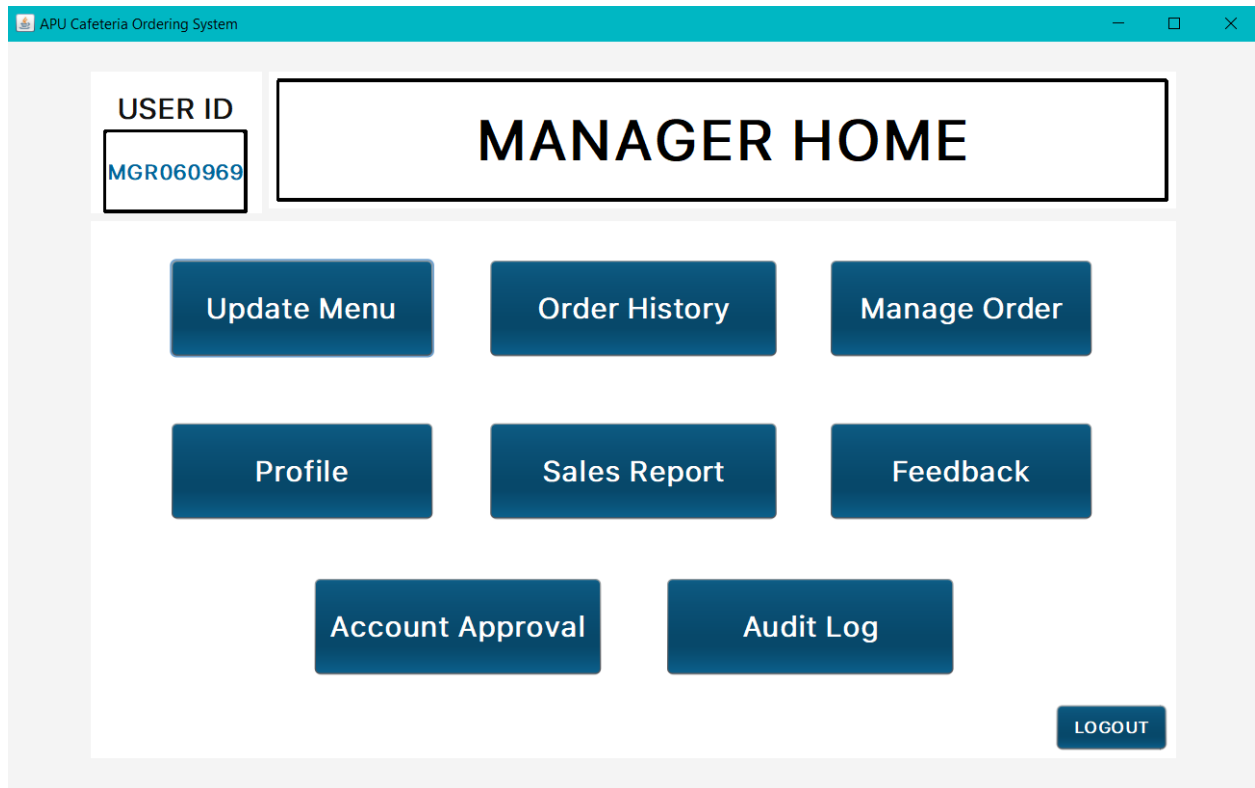 APU Cafeteria Ordering System
USER ID
MGR060969
MANAGER HOME
Update Menu
Order History
Manage Order
Profile
Sales Report
Feedback
Account Approval
Audit Log
LOGOUT